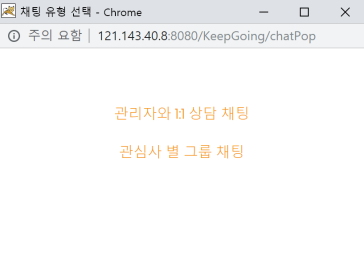 채팅 유형 선택 - Chrome
주의 요함 | 121.143.40.8:8080/KeepGoing/chatPop
관리자와 1:1 상담 채팅
관심사 별 그룹 채팅